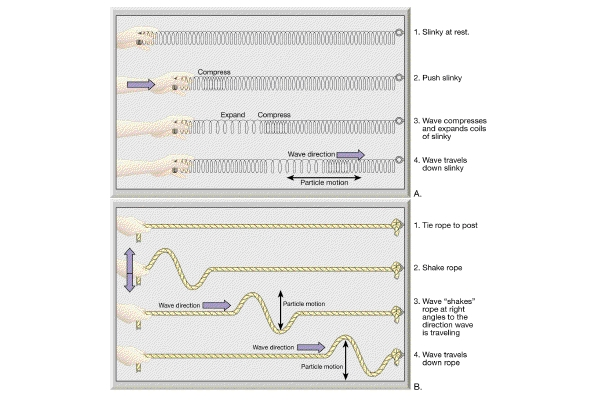 1. Slinky at rest.
Compress
2. Push slinky
Expand Compress
3. Wave compresses
and expands coils
of slinky
Wave direction
4. Wave travels
down slinky
Particle motion
A.
1. Tie rope to post
2. Shake rope
Wave direction
Particle motion
3. Wave “shakes”
rope at right
angles to the
direction wave
is traveling
Wave direction
4. Wave travels
down rope
Particle motion
B.